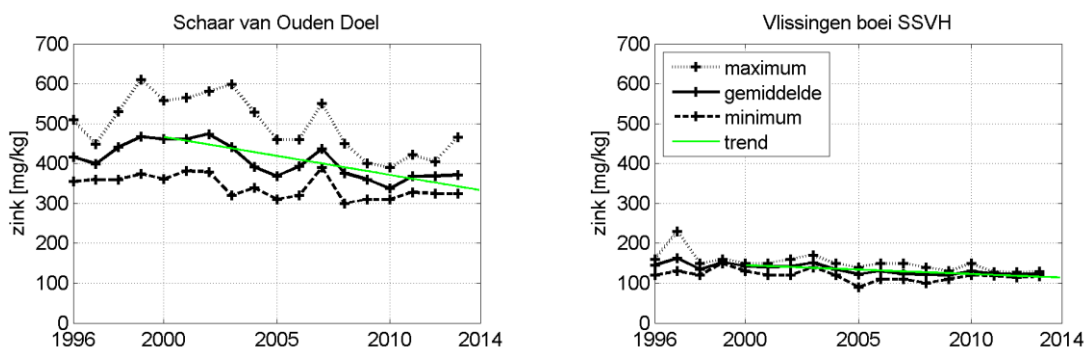 Schaar van Ouden Doel
zink [mg/kg]
700
600
500
400
300
200
100
0
1996 2000 2005 2010 2014
Vlissingen boei SSVH
zink [mg/kg]
700
600
500
400
300
200
100
0
maximum
gemiddelde
minimum
trend
1996 2000 2005 2010 2014